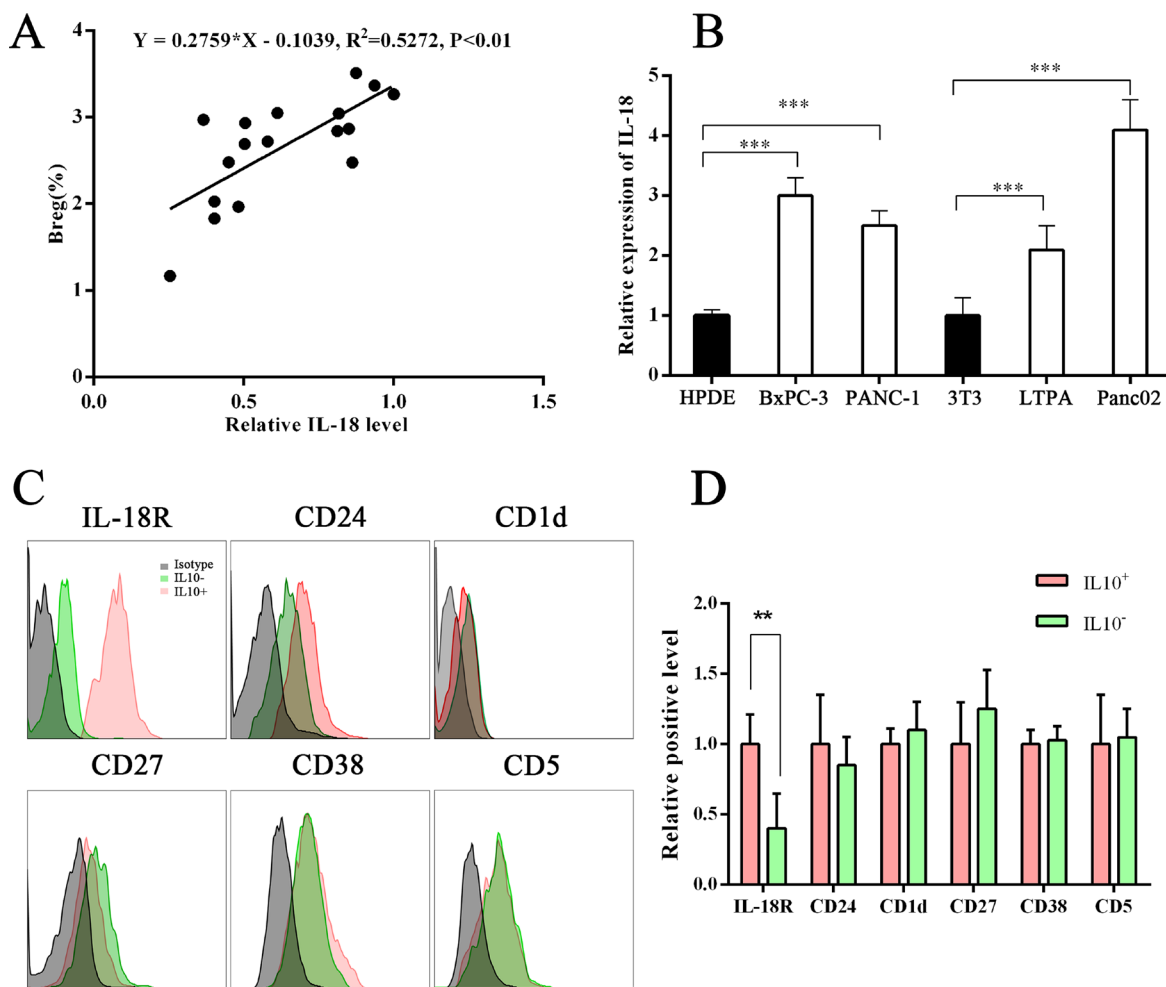 A
Y = 0.2759*X - 0.1039, R²=0.5272, P<0.01
Breg(%)
4
3
2
1
0
0.0 0.5 1.0 1.5
Relative IL-18 level
B
Relative expression of IL-18
5
4
3
2
1
0
***
***
***
***
HPDE BxPC-3 PANC-1 3T3 LTPA Panc02
C
IL-18R CD24 CD1d
Isotype
IL10-
IL10+
CD27 CD38 CD5
D
IL10⁺
IL10⁻
Relative positive level
2.0
1.5
1.0
0.5
0.0
**
IL-18R CD24 CD1d CD27 CD38 CD5